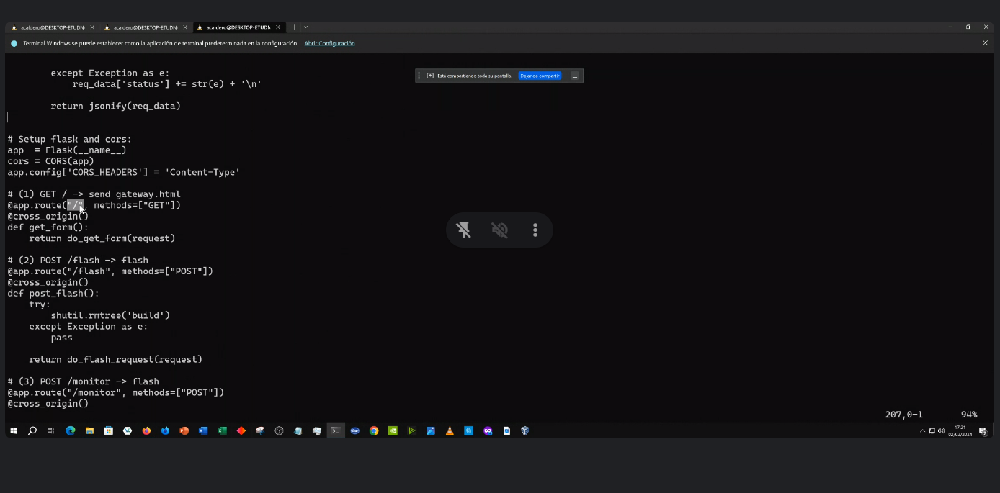 acaldero@DESKTOP-ETUDN
acaldero@DESKTOP-ETUDN
acaldero@DESKTOP-ETUDN
Terminal Windows se puede establecer como la aplicación de terminal predeterminada en la configuración. Abrir Configuración
Está compartiendo toda su pantalla. Dejar de compartir
except Exception as e:
req_data['status'] += str(e) + '\n'
return jsonify(req_data)
# Setup flask and cors:
app = Flask(__name__)
cors = CORS(app)
app.config['CORS_HEADERS'] = 'Content-Type'
# (1) GET / -> send gateway.html
@app.route("/", methods=["GET"])
@cross_origin()
def get_form():
return do_get_form(request)
# (2) POST /flash -> flash
@app.route("/flash", methods=["POST"])
@cross_origin()
def post_flash():
try:
shutil.rmtree('build')
except Exception as e:
pass
return do_flash_request(request)
# (3) POST /monitor -> flash
@app.route("/monitor", methods=["POST"])
@cross_origin()
207,0-1 94%
17:21
02/02/2024